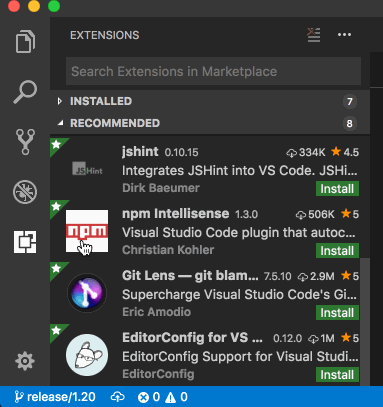 EXTENSIONS
Search Extensions in Marketplace
INSTALLED 7
RECOMMENDED 8
jshint 0.10.15 334K 4.5
JSHint
Integrates JSHint into VS Code. JSHi...
Dirk Baeumer Install
npm Intellisense 1.3.0 506K 5
npm
Visual Studio Code plugin that autoc...
Christian Kohler Install
Git Lens — git blam... 7.5.10 2.9M 5
Supercharge Visual Studio Code's Gi...
Eric Amodio Install
EditorConfig for VS ... 0.12.0 1M 5
EditorConfig Support for Visual Studi...
EditorConfig Install
release/1.20 0 0